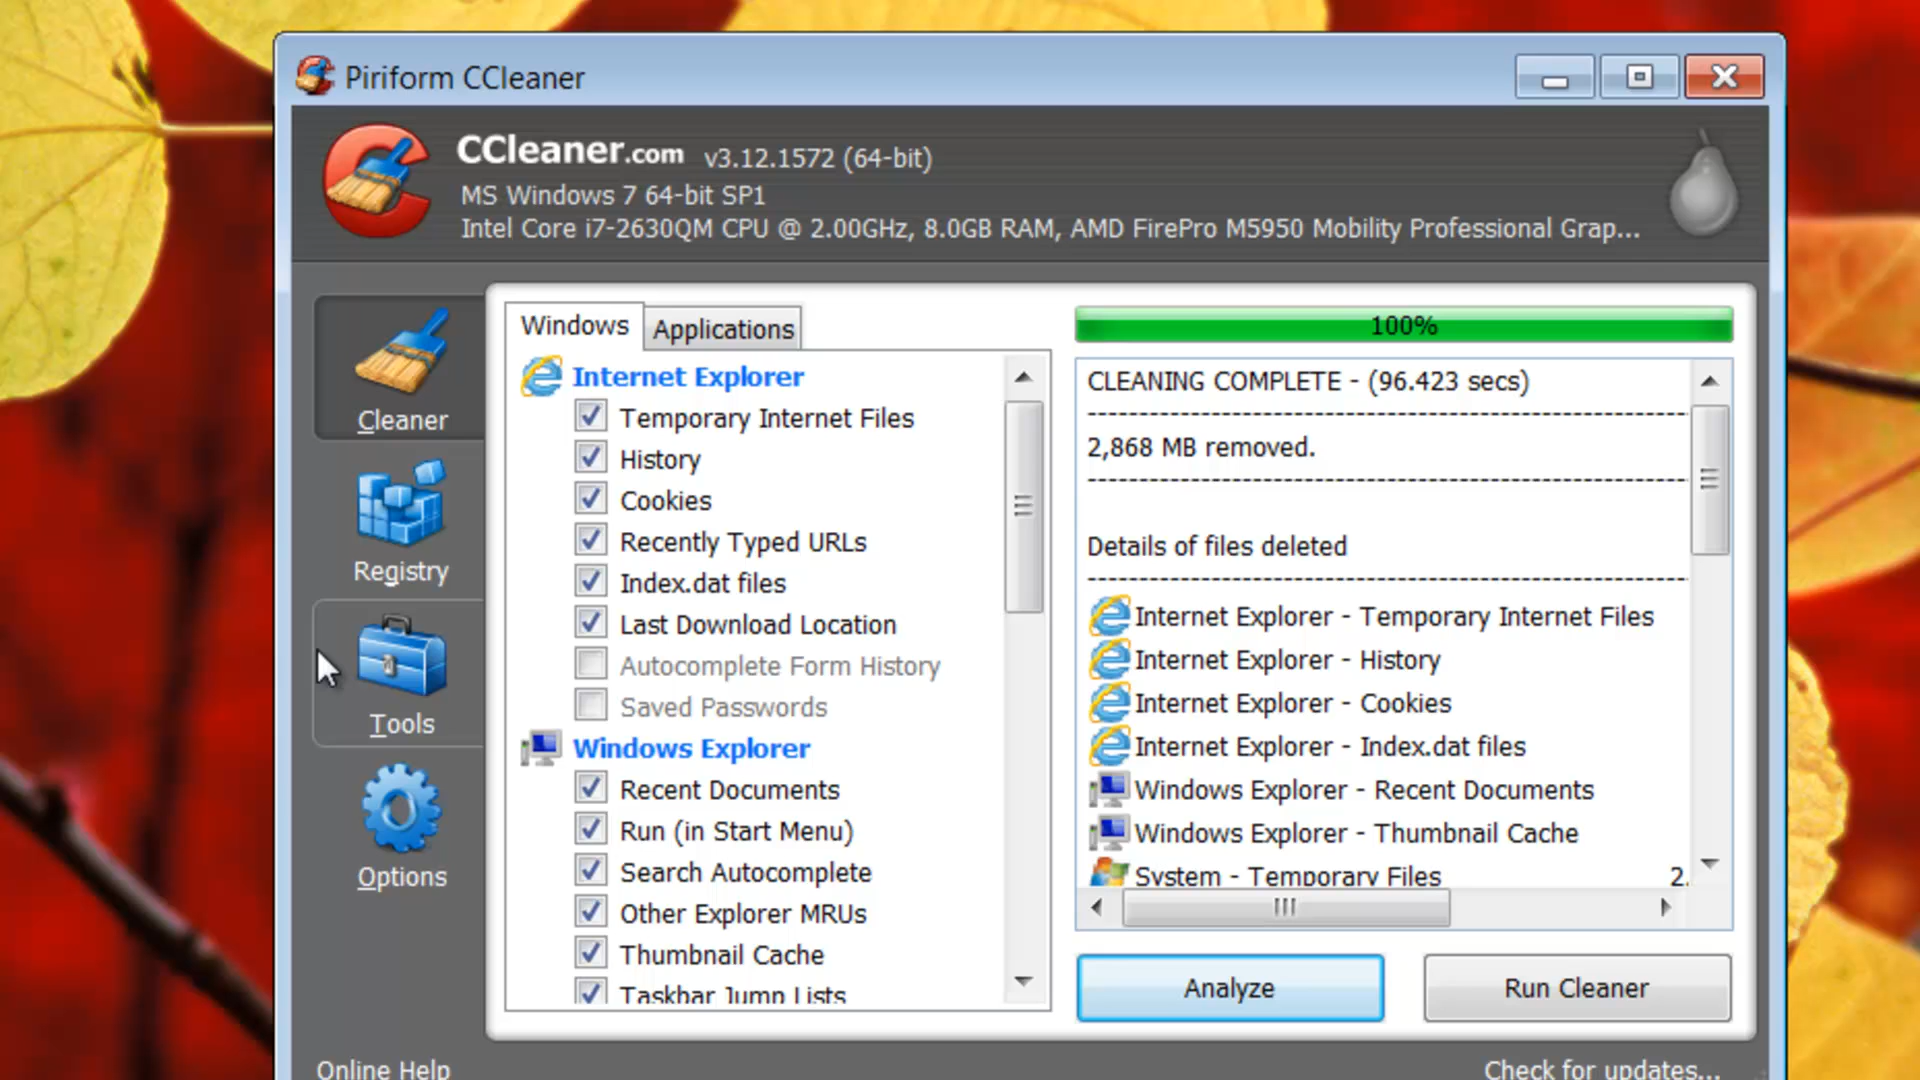 Piriform CCleaner
CCleaner.com v3.12.1572 (64-bit)
MS Windows 7 64-bit SP1
Intel Core i7-2630QM CPU @ 2.00GHz, 8.0GB RAM, AMD FirePro M5950 Mobility Professional Grap...
Cleaner
Registry
Tools
Options
Windows Applications
Internet Explorer
Temporary Internet Files
History
Cookies
Recently Typed URLs
Index.dat files
Last Download Location
Autocomplete Form History
Saved Passwords
Windows Explorer
Recent Documents
Run (in Start Menu)
Search Autocomplete
Other Explorer MRUs
Thumbnail Cache
Taskbar Jump Lists
100%
CLEANING COMPLETE - (96.423 secs)
2,868 MB removed.
Details of files deleted
Internet Explorer - Temporary Internet Files
Internet Explorer - History
Internet Explorer - Cookies
Internet Explorer - Index.dat files
Windows Explorer - Recent Documents
Windows Explorer - Thumbnail Cache
System - Temporary Files 2.
Analyze Run Cleaner
Online Help Check for updates...